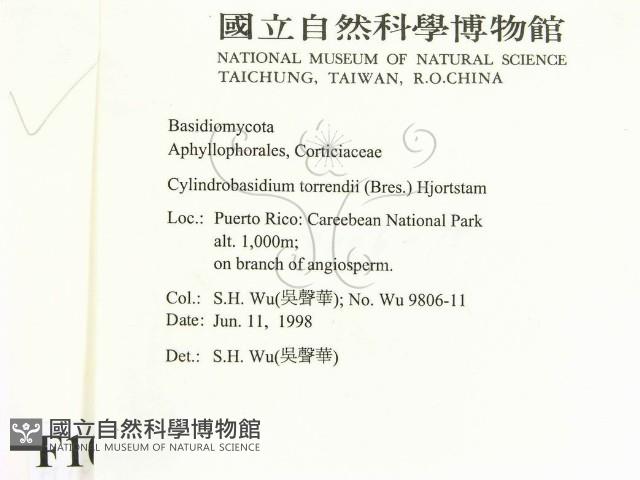 國立自然科學博物館
NATIONAL MUSEUM OF NATURAL SCIENCE
TAICHUNG, TAIWAN, R.O.CHINA
Basidiomycota
Aphyllophorales, Corticiaceae
Cylindrobasidium torrendii (Bres.) Hjortstam
Loc.: Puerto Rico: Careebean National Park
alt. 1,000m;
on branch of angiosperm.
Col.: S.H. Wu(吳聲華); No. Wu 9806-11
Date: Jun. 11, 1998
Det.: S.H. Wu(吳聲華)
國立自然科學博物館
NATIONAL MUSEUM OF NATURAL SCIENCE